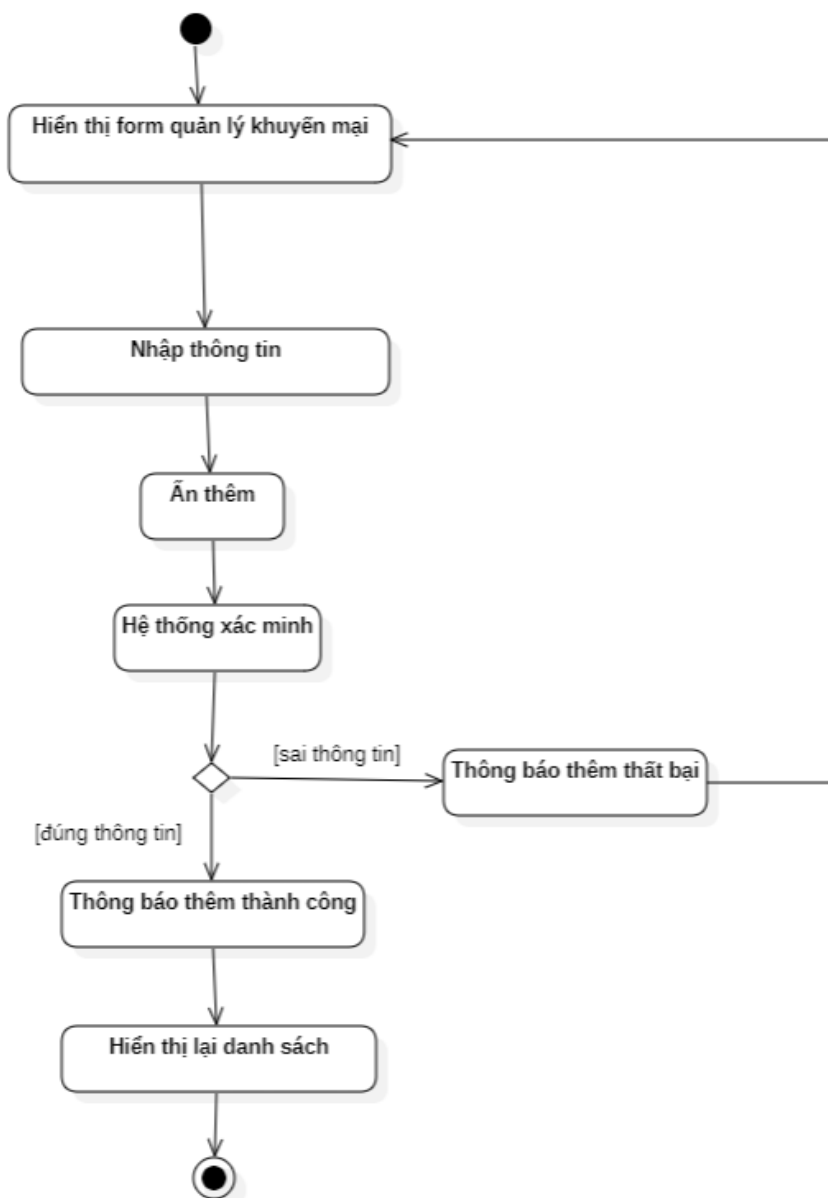 Hiển thị form quản lý khuyến mại
Nhập thông tin
Ấn thêm
Hệ thống xác minh
[sai thông tin]
Thông báo thêm thất bại
[đúng thông tin]
Thông báo thêm thành công
Hiển thị lại danh sách